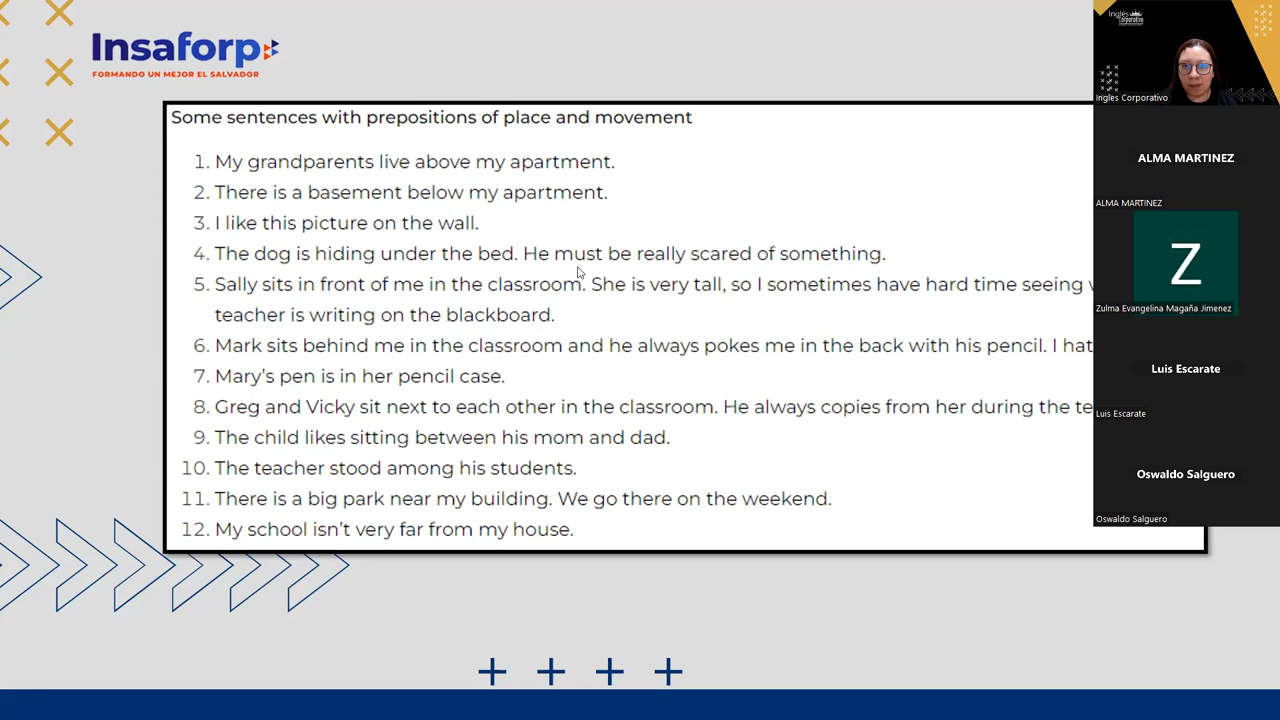 Insaforp
FORMANDO UN MEJOR EL SALVADOR
Some sentences with prepositions of place and movement
1. My grandparents live above my apartment.
2. There is a basement below my apartment.
3. I like this picture on the wall.
4. The dog is hiding under the bed. He must be really scared of something.
5. Sally sits in front of me in the classroom. She is very tall, so I sometimes have hard time seeing
teacher is writing on the blackboard.
6. Mark sits behind me in the classroom and he always pokes me in the back with his pencil. I
7. Mary’s pen is in her pencil case.
8. Greg and Vicky sit next to each other in the classroom. He always copies from her during the
9. The child likes sitting between his mom and dad.
10. The teacher stood among his students.
11. There is a big park near my building. We go there on the weekend.
12. My school isn’t very far from my house.
Inglés
Corporativo
Ingles Corporativo
ALMA MARTINEZ
ALMA MARTINEZ
Z
Zulma Evangelina Magaña Jimenez
Luis Escarate
Luis Escarate
Oswaldo Salguero
Oswaldo Salguero